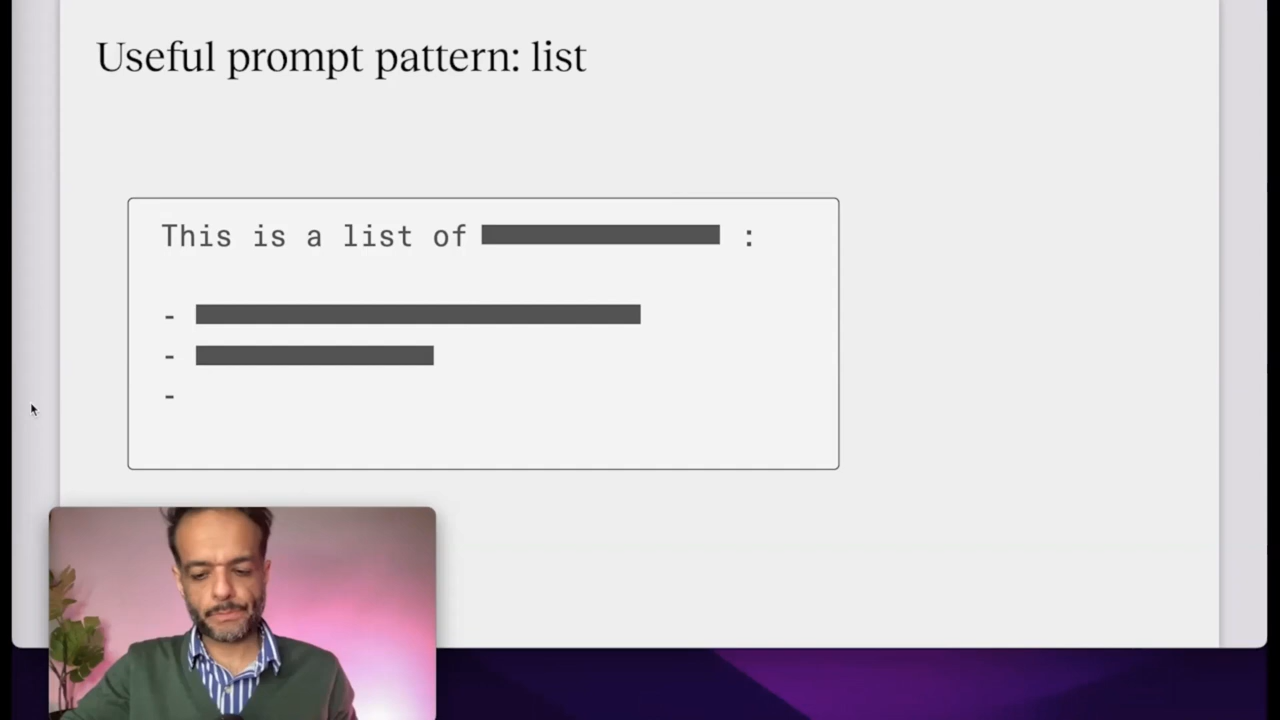 Useful prompt pattern: list
This is a list of :
-
-
-